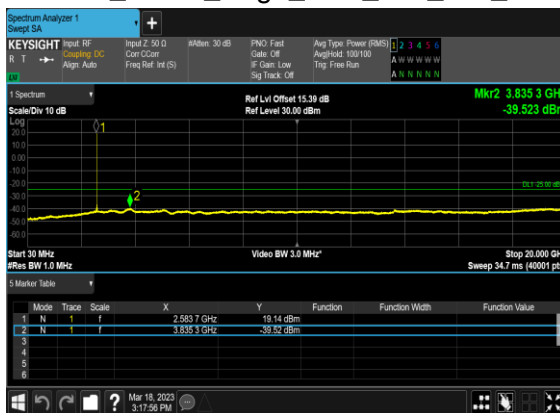 Spectrum Analyzer 1
Swept SA
KEYSIGHT
R T
Input: RF
Coupling: DC
Align: Auto
Input Z: 50 Ω
Corr CCorr
Freq Ref: Int (S)
#Atten: 30 dB
PNO: Fast
Gate: Off
IF Gain: Low
Sig Track: Off
Avg Type: Power (RMS)
Avg|Hold: 100/100
Trig: Free Run
1 2 3 4 5 6
A W W W W W
A N N N N N
1 Spectrum
Scale/Div 10 dB
Ref Lvl Offset 15.39 dB
Ref Level 30.00 dBm
Mkr2 3.835 3 GH
-39.523 dBr
Log
20.0
10.0
0.00
-10.0
-20.0
-30.0
-40.0
-50.0
-60.0
1
2
DL1 -25.00 dB
Start 30 MHz
#Res BW 1.0 MHz
Video BW 3.0 MHz*
Stop 20.000 GH
Sweep 34.7 ms (40001 pt
5 Marker Table
Mode Trace Scale X Y Function Function Width Function Value
1 N 1 f 2.583 7 GHz 19.14 dBm
2 N 1 f 3.835 3 GHz -39.52 dBm
3
4
5
6
?
Mar 18, 2023
3:17:56 PM